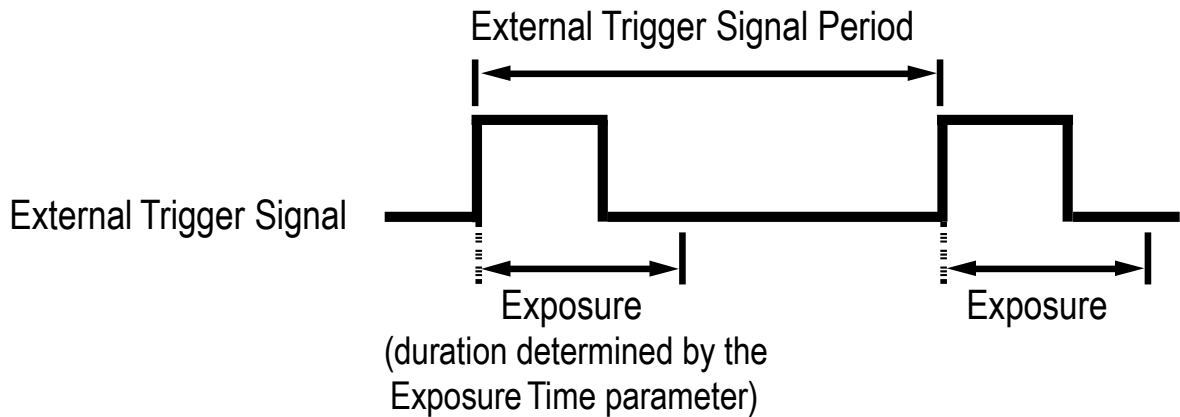 External Trigger Signal Period
External Trigger Signal
Exposure
(duration determined by the
Exposure Time parameter)
Exposure